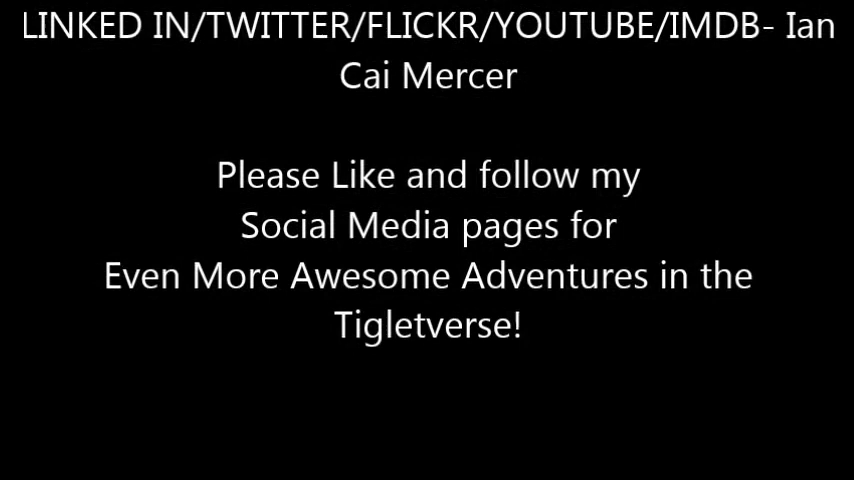 LINKED IN/TWITTER/FLICKR/YOUTUBE/IMDB- Ian
Cai Mercer
Please Like and follow my
Social Media pages for
Even More Awesome Adventures in the
Tigletverse!